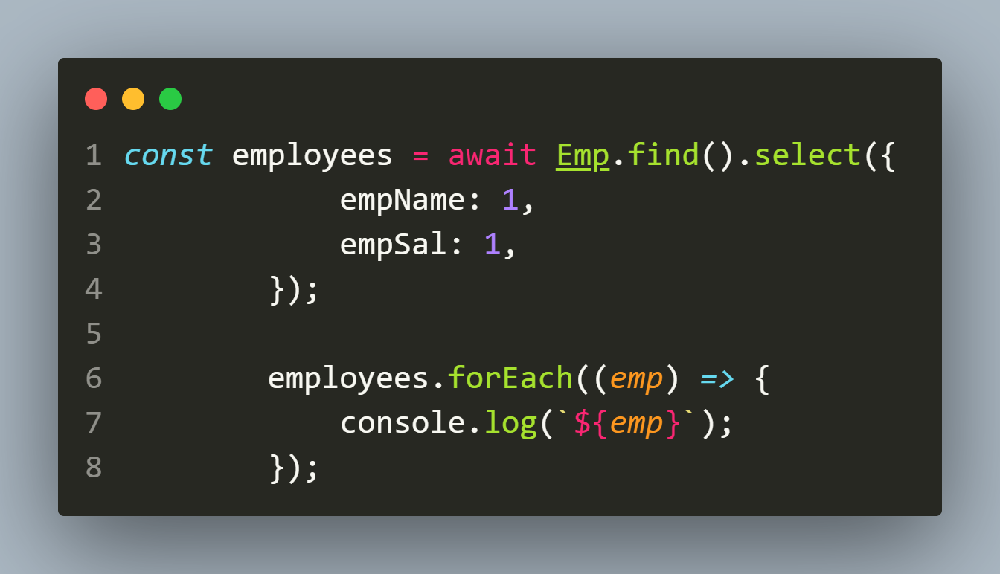 1 const employees = await Emp.find().select({
2             empName: 1,
3             empSal: 1,
4         });
5
6         employees.forEach((emp) => {
7             console.log(`${emp}`);
8         });